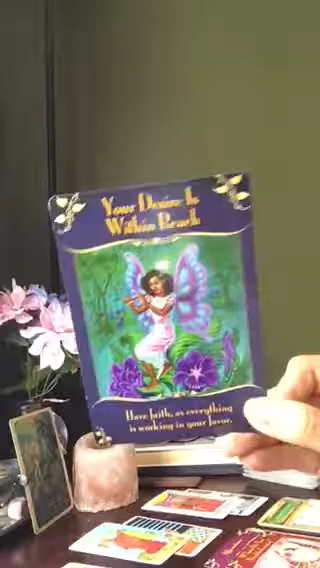 Your Desire Is
Within Reach
Have faith, as everything
is working in your favor.